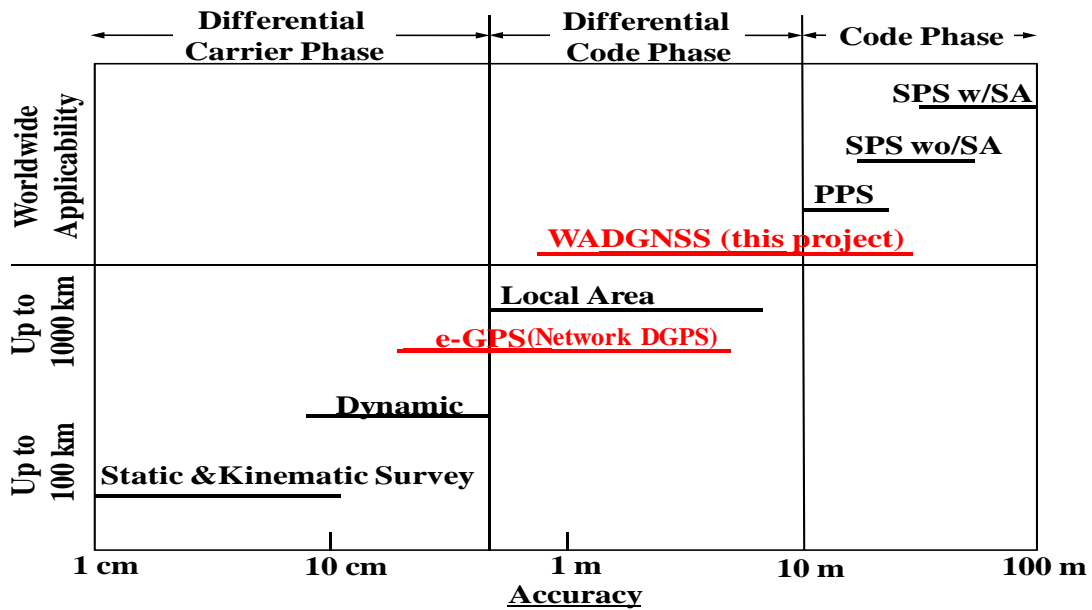 Differential
Carrier Phase
Differential
Code Phase
Code Phase
Worldwide
Applicability
SPS w/SA
SPS wo/SA
PPS
WADGNSS (this project)
Up to
1000 km
Local Area
e-GPS(Network DGPS)
Up to
100 km
Dynamic
Static &Kinematic Survey
1 cm
10 cm
1 m
10 m
100 m
Accuracy